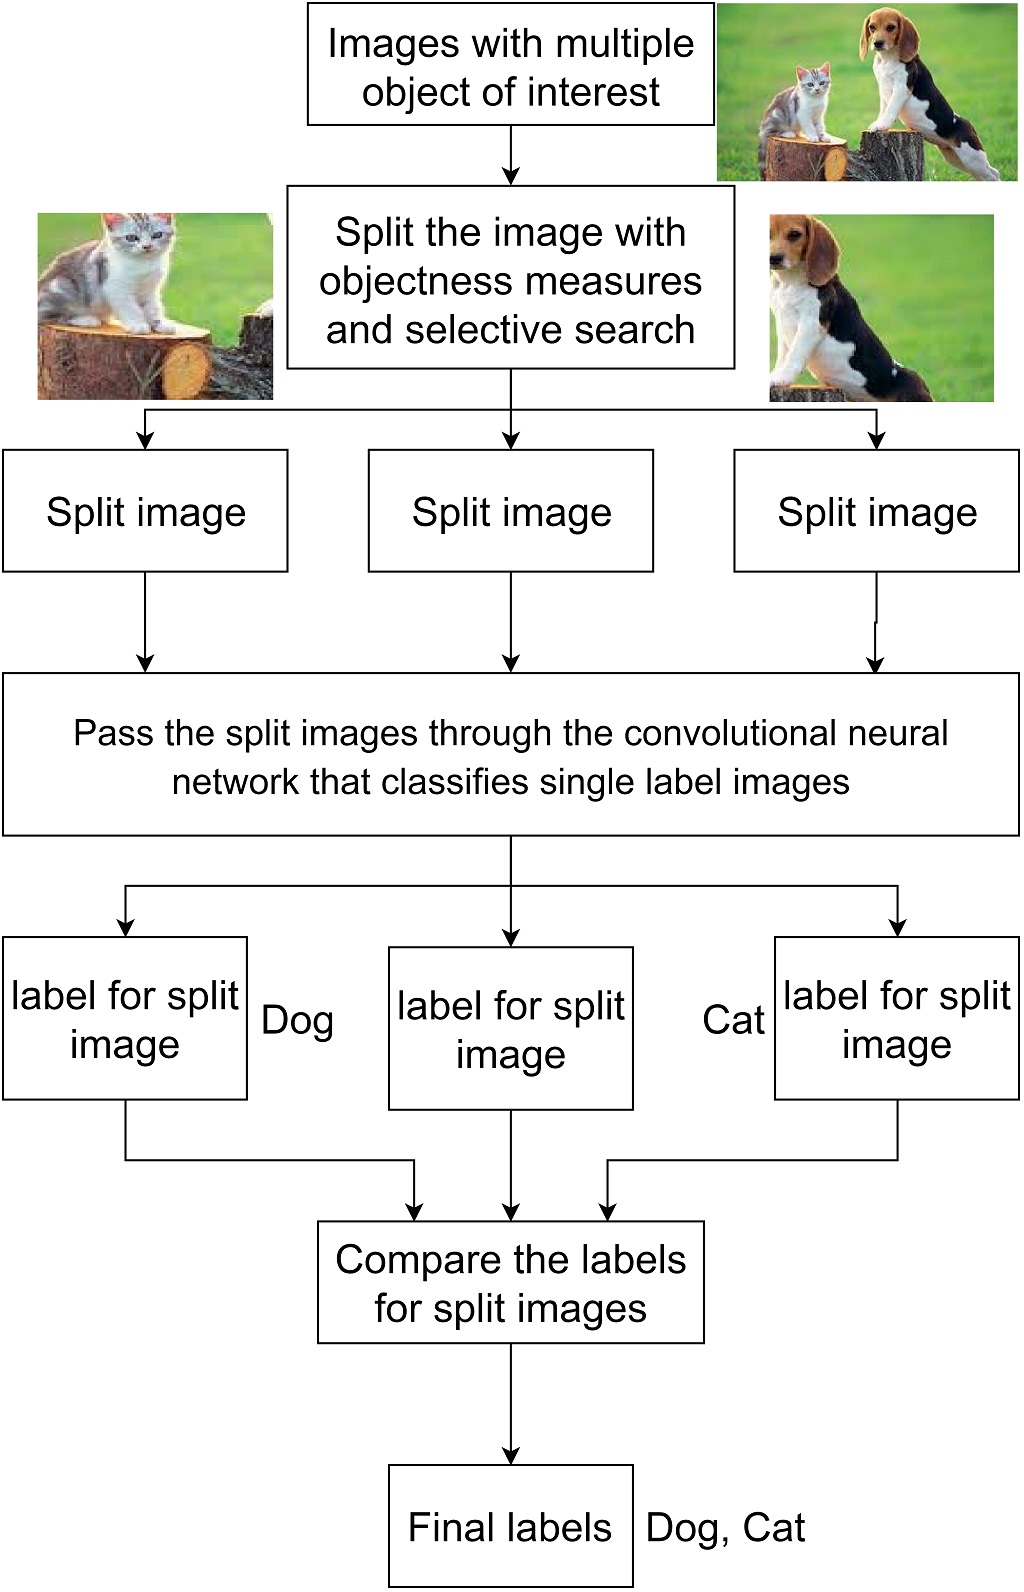 Images with multiple
object of interest
Split the image with
objectness measures
and selective search
Split image
Split image
Split image
Pass the split images through the convolutional neural
network that classifies single label images
label for split
image
Dog
label for split
image
Cat
label for split
image
Compare the labels
for split images
Final labels
Dog, Cat